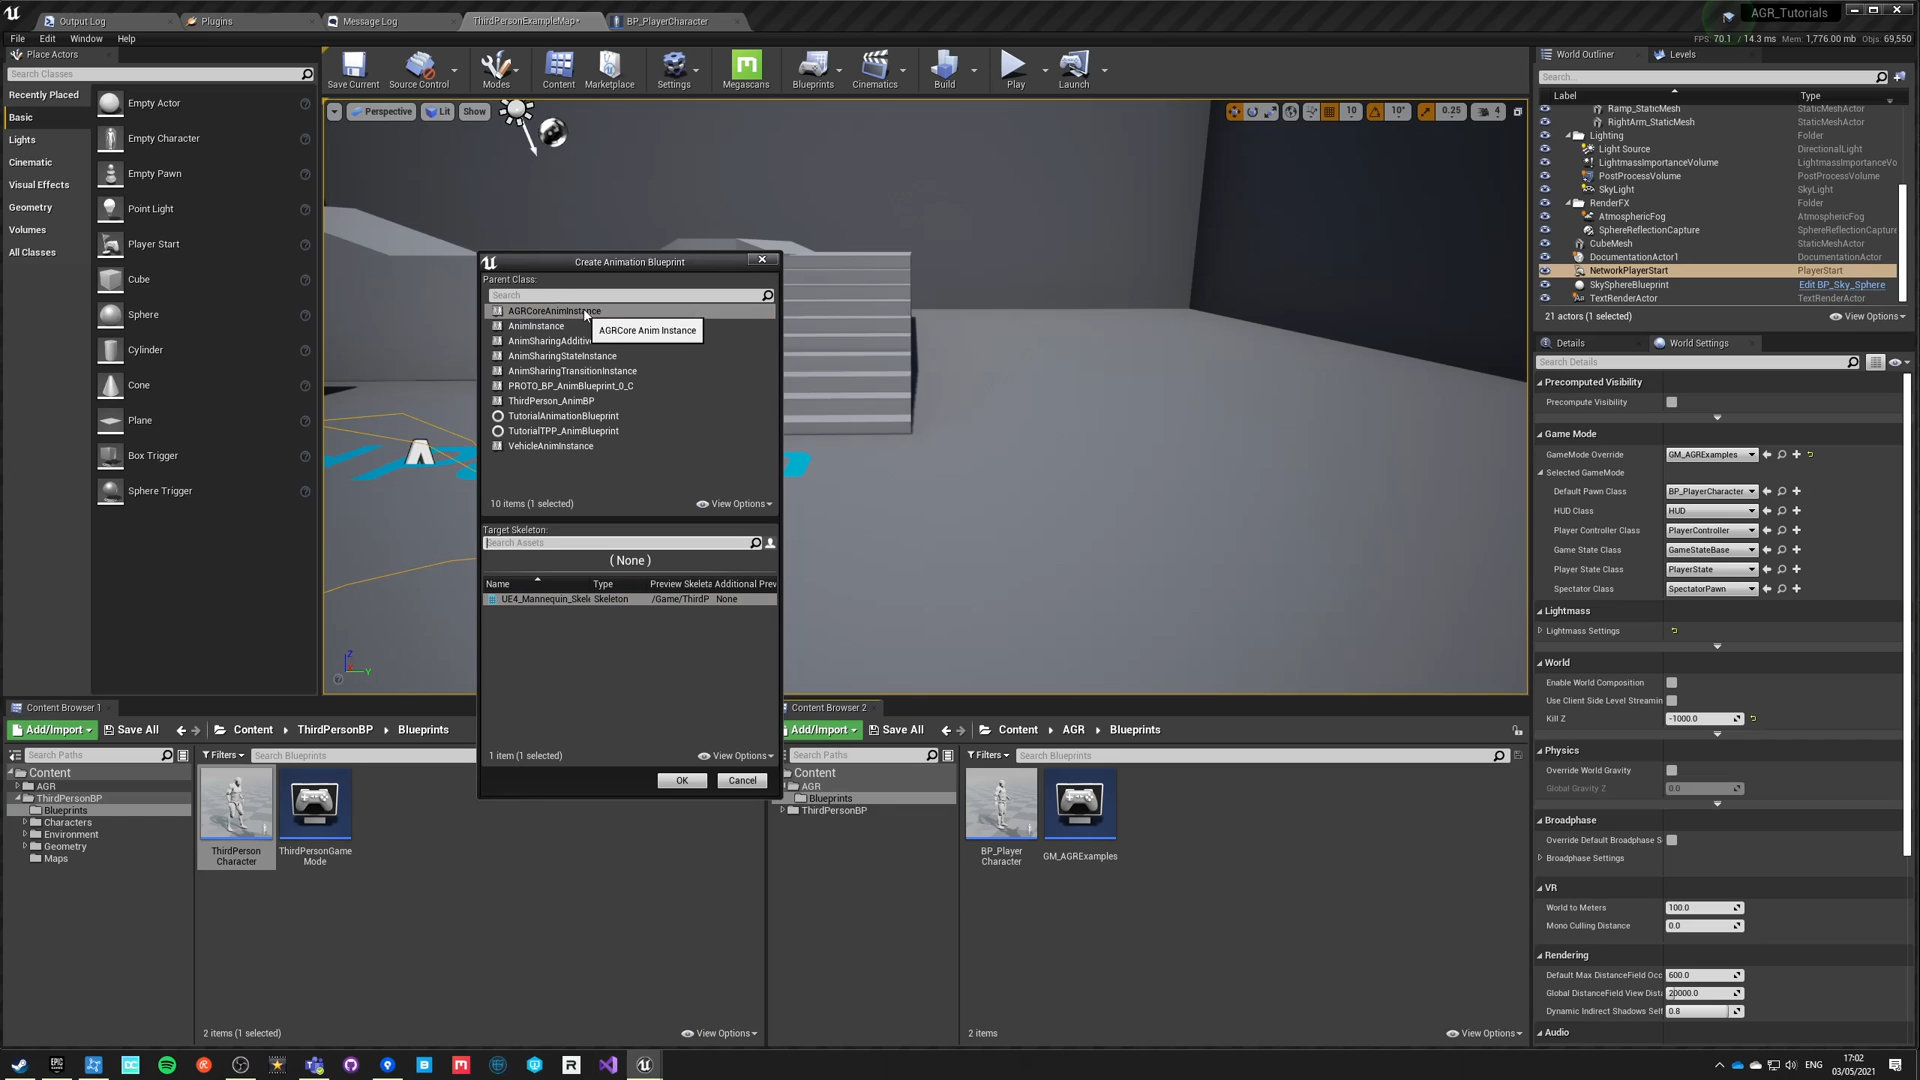 Output Log
Plugins
Message Log
ThirdPersonExampleMap*
BP_PlayerCharacter
AGR_Tutorials
File Edit Window Help
FPS: 70.1 / 14.3 ms Mem: 1,776.00 mb Objs: 69,550
Place Actors
Search Classes
Recently Placed
Basic
Lights
Cinematic
Visual Effects
Geometry
Volumes
All Classes
Empty Actor
Empty Character
Empty Pawn
Point Light
Player Start
Cube
Sphere
Cylinder
Cone
Plane
Box Trigger
Sphere Trigger
Save Current
Source Control
Modes
Content
Marketplace
Settings
Megascans
Blueprints
Cinematics
Build
Play
Launch
Perspective
Lit
Show
10
10°
0.25
4
Create Animation Blueprint
Parent Class:
Search
AGRCoreAnimInstance
AnimInstance
AnimSharingAdditiv
AGRCore Anim Instance
AnimSharingStateInstance
AnimSharingTransitionInstance
PROTO_BP_AnimBlueprint_0_C
ThirdPerson_AnimBP
TutorialAnimationBlueprint
TutorialTPP_AnimBlueprint
VehicleAnimInstance
10 items (1 selected)
View Options
Target Skeleton:
Search Assets
( None )
Name Type Preview Skeleta Additional Prev
UE4_Mannequin_Skele Skeleton /Game/ThirdP None
1 item (1 selected)
View Options
OK
Cancel
Z
Y
World Outliner
Levels
Search...
Label Type
Ramp_StaticMesh StaticMeshActor
RightArm_StaticMesh StaticMeshActor
Lighting Folder
Light Source DirectionalLight
LightmassImportanceVolume LightmassImportanceVo
PostProcessVolume PostProcessVolume
SkyLight SkyLight
RenderFX Folder
AtmosphericFog AtmosphericFog
SphereReflectionCapture SphereReflectionCapture
CubeMesh StaticMeshActor
DocumentationActor1 DocumentationActor
NetworkPlayerStart PlayerStart
SkySphereBlueprint Edit BP_Sky_Sphere
TextRenderActor TextRenderActor
21 actors (1 selected)
View Options
Details
World Settings
Search Details
Precomputed Visibility
Precompute Visibility
Game Mode
GameMode Override GM_AGRExamples
Selected GameMode
Default Pawn Class BP_PlayerCharacter
HUD Class HUD
Player Controller Class PlayerController
Game State Class GameStateBase
Player State Class PlayerState
Spectator Class SpectatorPawn
Lightmass
Lightmass Settings
World
Enable World Composition
Use Client Side Level Streamin
Kill Z -1000.0
Physics
Override World Gravity
Global Gravity Z 0.0
Broadphase
Override Default Broadphase S
Broadphase Settings
VR
World to Meters 100.0
Mono Culling Distance 0.0
Rendering
Default Max DistanceField Occ 600.0
Global DistanceField View Dista 20000.0
Dynamic Indirect Shadows Self 0.8
Audio
Content Browser 1
Add/Import
Save All
Content
ThirdPersonBP
Blueprints
Search Paths
Filters
Search Blueprints
Content
AGR
ThirdPersonBP
Blueprints
Characters
Environment
Geometry
Maps
ThirdPerson
Character
ThirdPersonGame
Mode
2 items (1 selected)
View Options
Content Browser 2
Add/Import
Save All
Content
AGR
Blueprints
Search Paths
Filters
Search Blueprints
Content
AGR
Blueprints
ThirdPersonBP
BP_Player
Character
GM_AGRExamples
2 items
View Options
ENG
17:02
03/05/2021